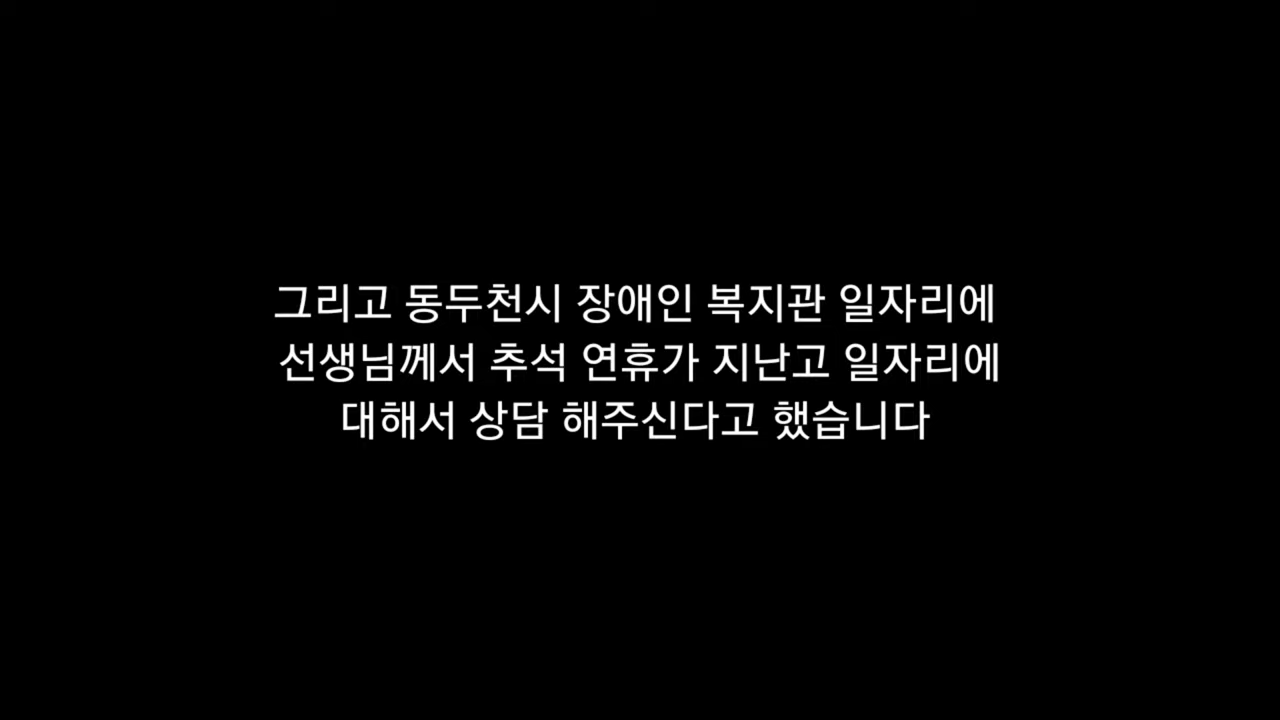 그리고 동두천시 장애인 복지관 일자리에
선생님께서 추석 연휴가 지난고 일자리에
대해서 상담 해주신다고 했습니다